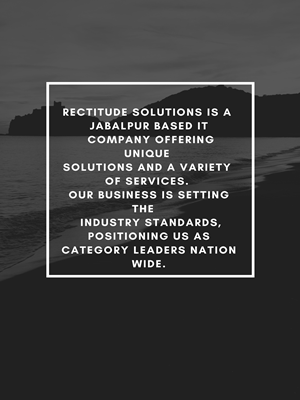 RECTITUDE SOLUTIONS IS A
JABALPUR BASED IT
COMPANY OFFERING
UNIQUE
SOLUTIONS AND A VARIETY
OF SERVICES.
OUR BUSINESS IS SETTING
THE
INDUSTRY STANDARDS,
POSITIONING US AS
CATEGORY LEADERS NATION
WIDE.